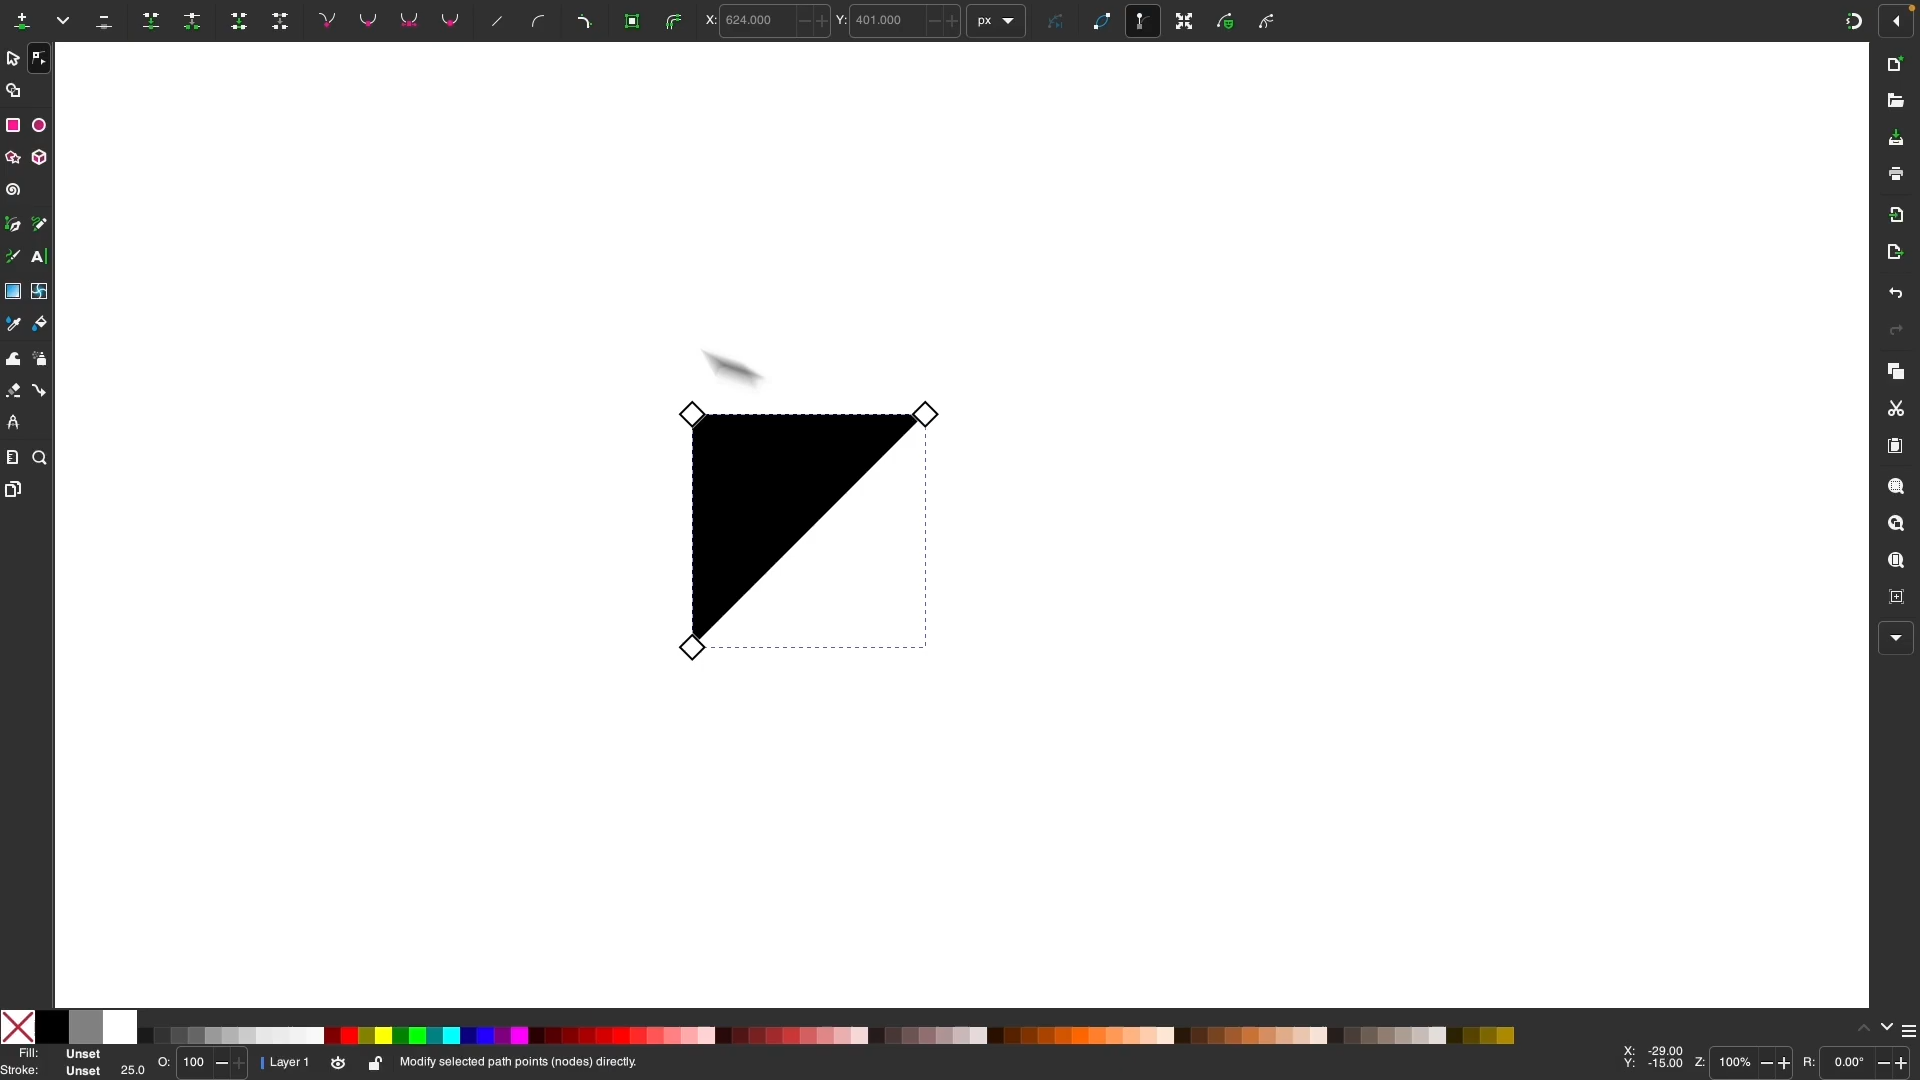 X: 624.000 Y: 401.000 px
A
Fill: Unset
Stroke: Unset 25.0
O: 100
Layer 1
Modify selected path points (nodes) directly.
X: -29.00
Y: -15.00
Z: 100%
R: 0.00°